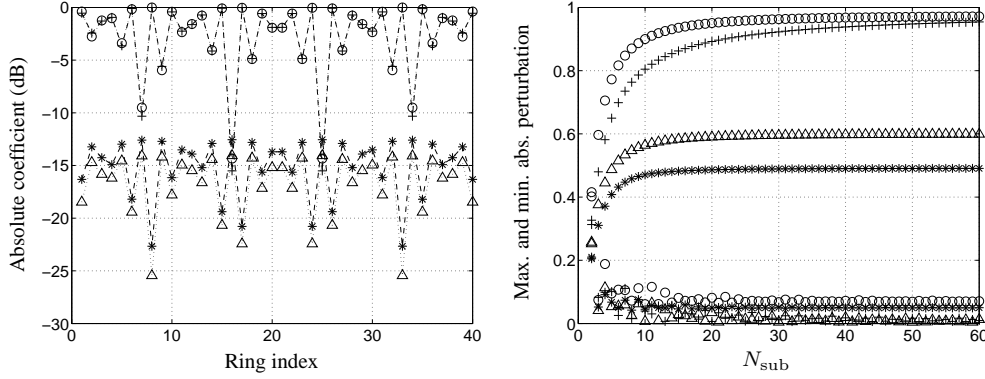 0
−5
−10
−15
−20
−25
−30
0 10 20 30 40
Ring index
Absolute coefficient (dB)
1
0.8
0.6
0.4
0.2
0
0 10 20 30 40 50 60
N_sub
Max. and min. abs. perturbation